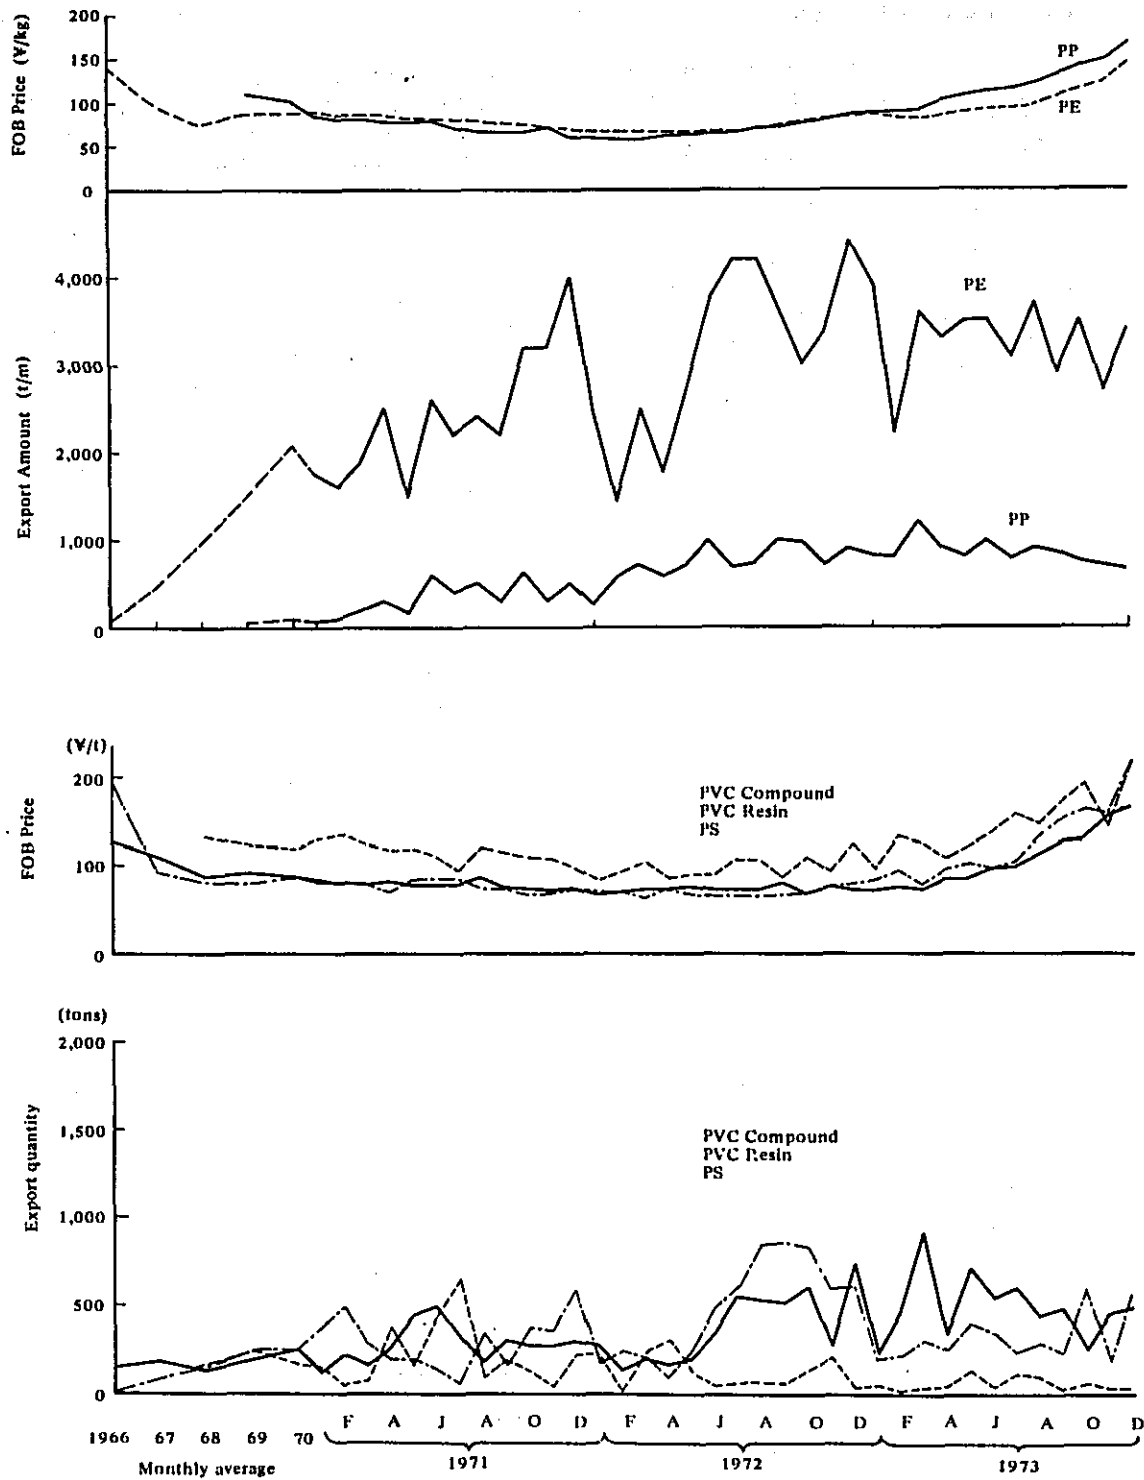 FOB Price (¥/kg)
200
150
100
50
0
PP
PE
Export Amount (t/m)
4,000
3,000
2,000
1,000
0
PE
PP
(¥/t)
FOB Price
200
100
0
PVC Compound
PVC Resin
PS
(tons)
Export quantity
2,000
1,500
1,000
500
0
PVC Compound
PVC Resin
PS
F A J A O D F A J A O D F A J A O D
1966 67 68 69 70
Monthly average 1971 1972 1973